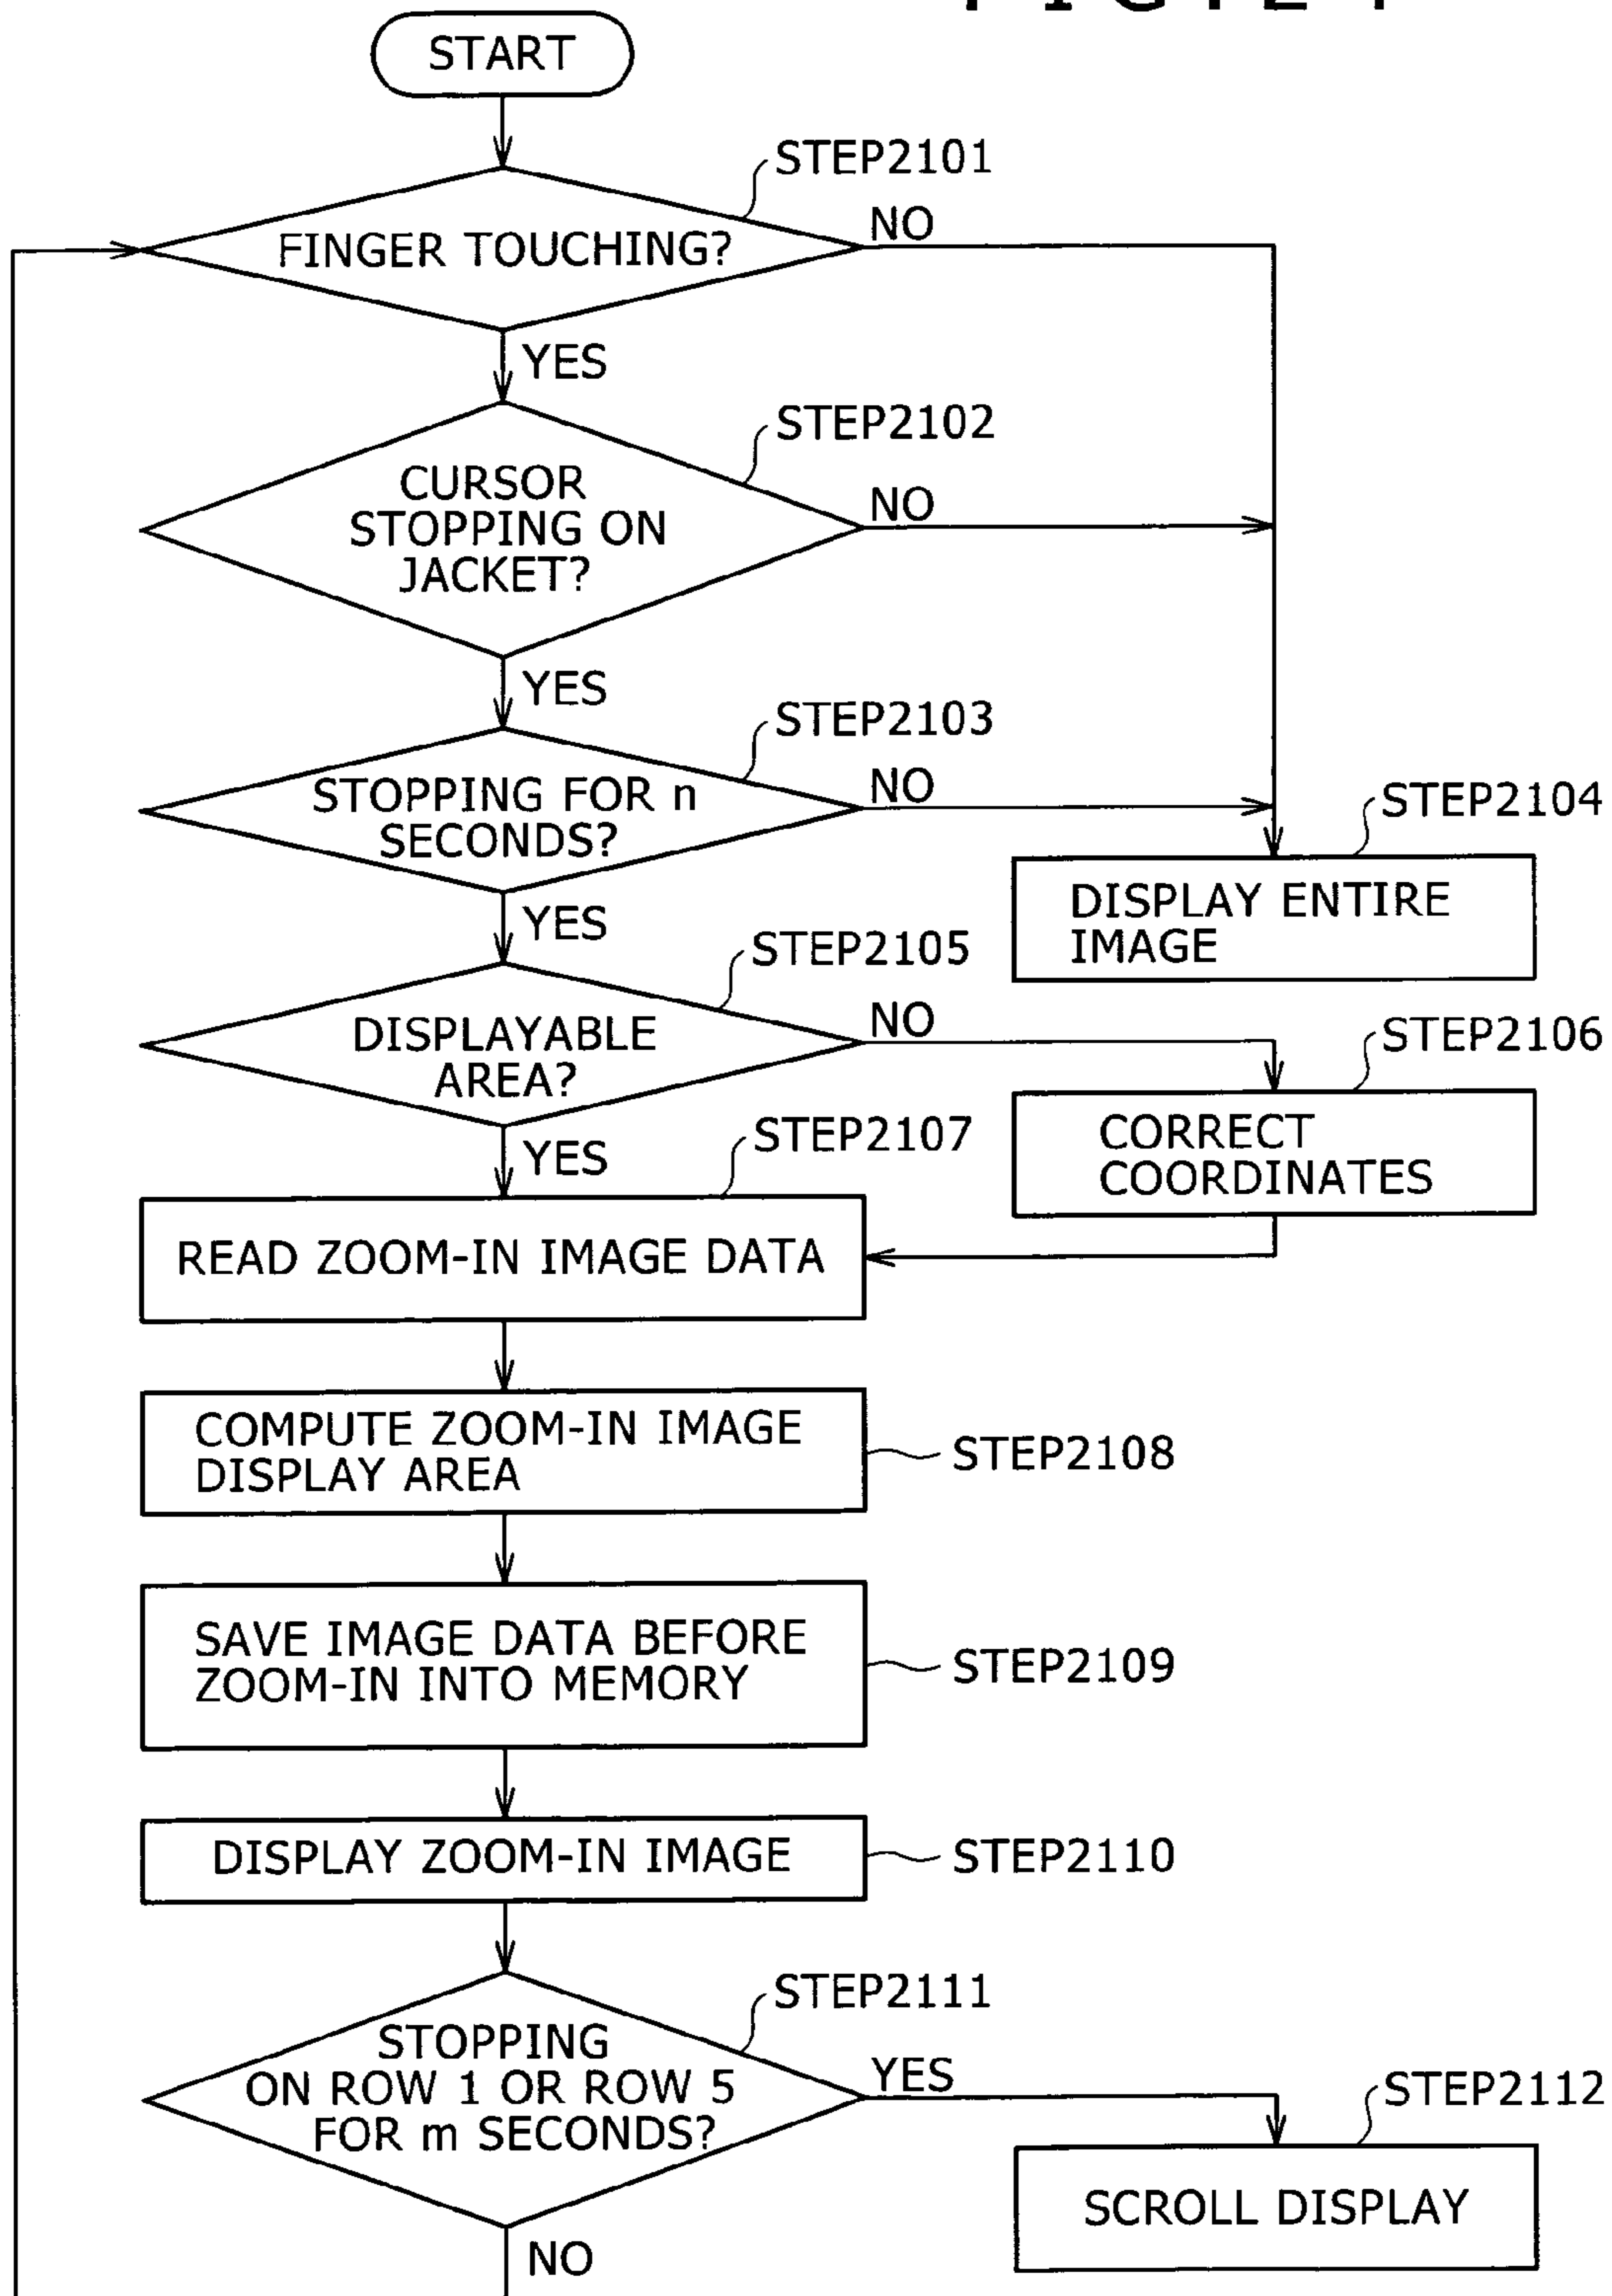 START
STEP2101
FINGER TOUCHING?
NO
YES
STEP2102
CURSOR
STOPPING ON
JACKET?
NO
YES
STEP2103
STOPPING FOR n
SECONDS?
NO
YES
STEP2104
DISPLAY ENTIRE
IMAGE
STEP2105
DISPLAYABLE
AREA?
NO
YES
STEP2106
CORRECT
COORDINATES
STEP2107
READ ZOOM-IN IMAGE DATA
COMPUTE ZOOM-IN IMAGE
DISPLAY AREA
STEP2108
SAVE IMAGE DATA BEFORE
ZOOM-IN INTO MEMORY
STEP2109
DISPLAY ZOOM-IN IMAGE
STEP2110
STEP2111
STOPPING
ON ROW 1 OR ROW 5
FOR m SECONDS?
YES
NO
STEP2112
SCROLL DISPLAY